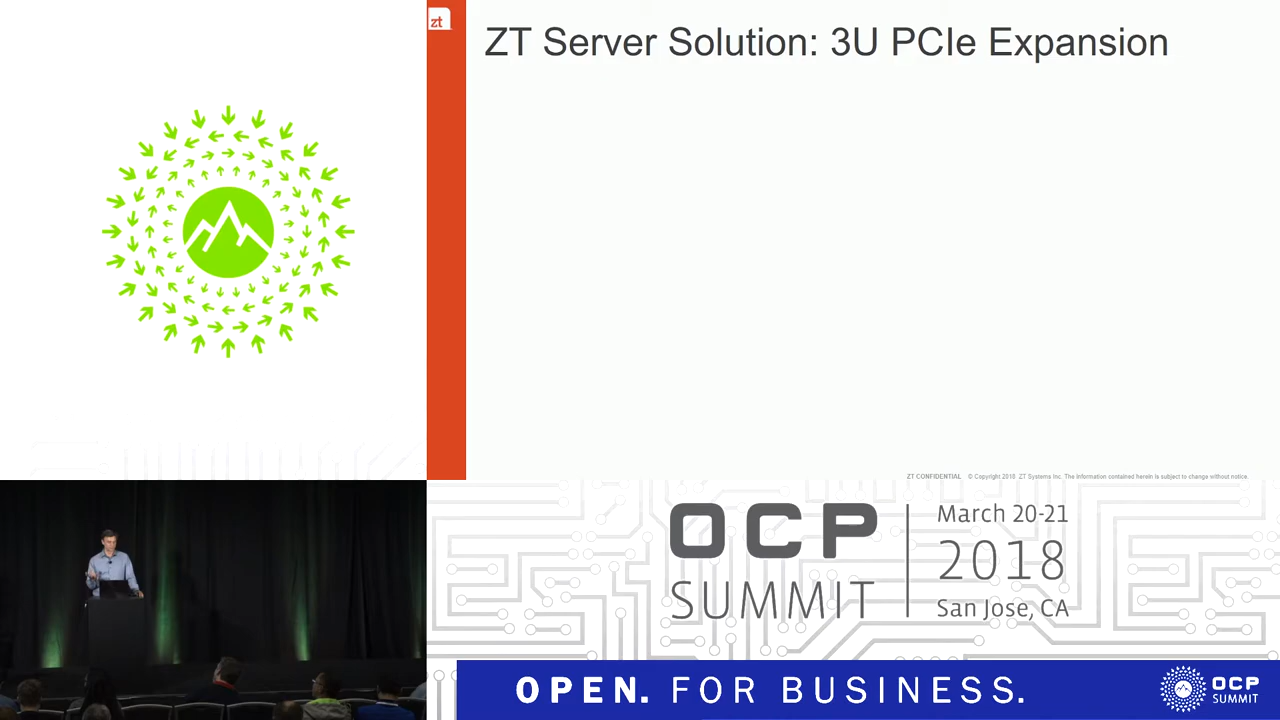 zt
ZT Server Solution: 3U PCIe Expansion
ZT CONFIDENTIAL © Copyright 2018 ZT Systems Inc. The information contained herein is subject to change without notice.
OCP
SUMMIT
March 20-21
2018
San Jose, CA
OPEN. FOR BUSINESS.
OCP
SUMMIT